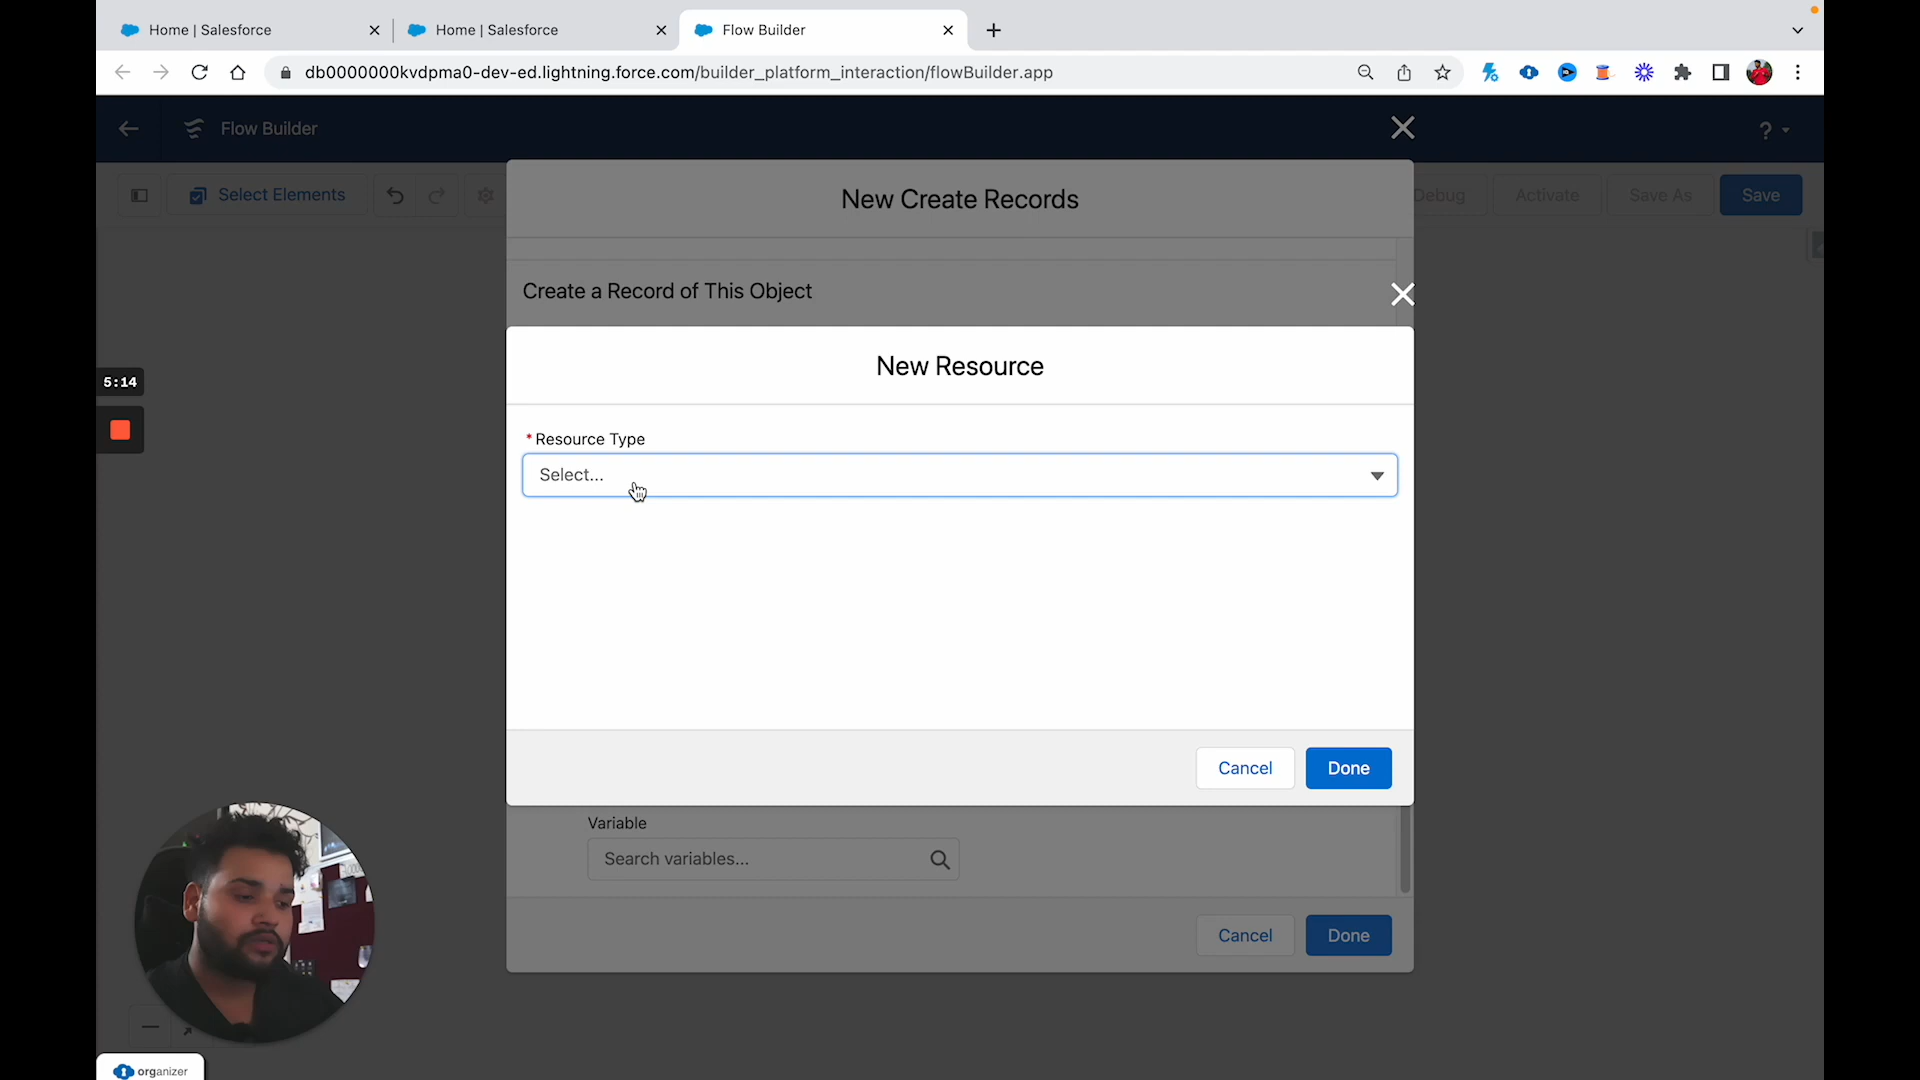 Home | Salesforce
Home | Salesforce
Flow Builder
db0000000kvdpma0-dev-ed.lightning.force.com/builder_platform_interaction/flowBuilder.app
Flow Builder
?
Select Elements
Debug
Activate
Save As
Save
New Create Records
Create a Record of This Object
New Resource
5:14
* Resource Type
Select...
Cancel
Done
Variable
Search variables...
Cancel
Done
organizer